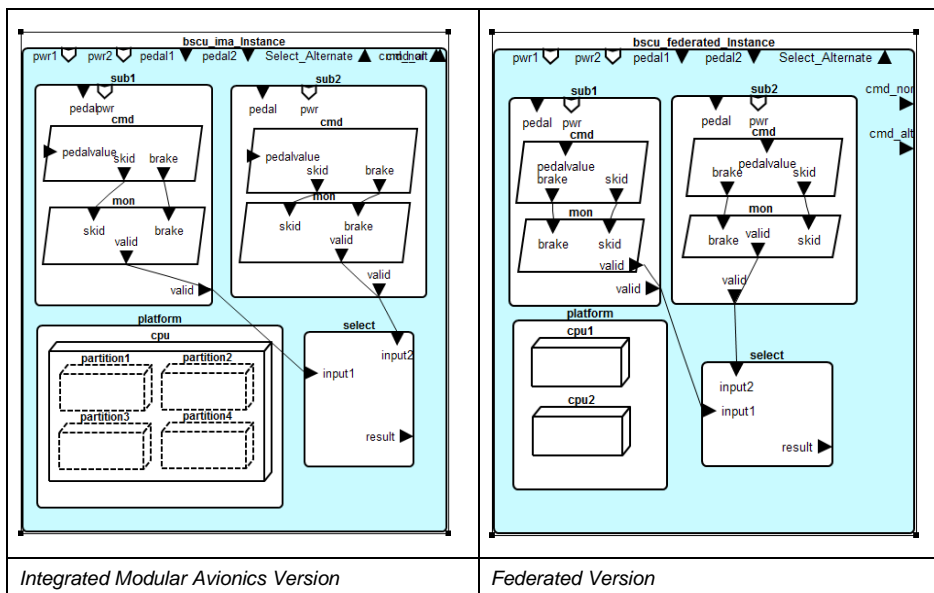 bscu_ima_Instance
pwr1 pwr2 pedal1 pedal2 Select_Alternate
sub1 sub2
pedal pwr pedal pwr
cmd cmd
pedalvalue skid brake pedalvalue skid brake
mon mon
skid brake skid brake
valid valid
valid valid
platform select
cpu input2
partition1 partition2 input1
partition3 partition4
result
Integrated Modular Avionics Version
bscu_federated_Instance
pwr1 pwr2 pedal1 pedal2 Select_Alternate
cmd_nor
cmd_alt
sub1 sub2
pedal pwr pedal pwr
cmd cmd
pedalvalue pedalvalue
brake skid brake skid
mon mon
brake skid brake valid skid
valid
valid
platform
cpu1 select
input2
cpu2 input1
result
Federated Version